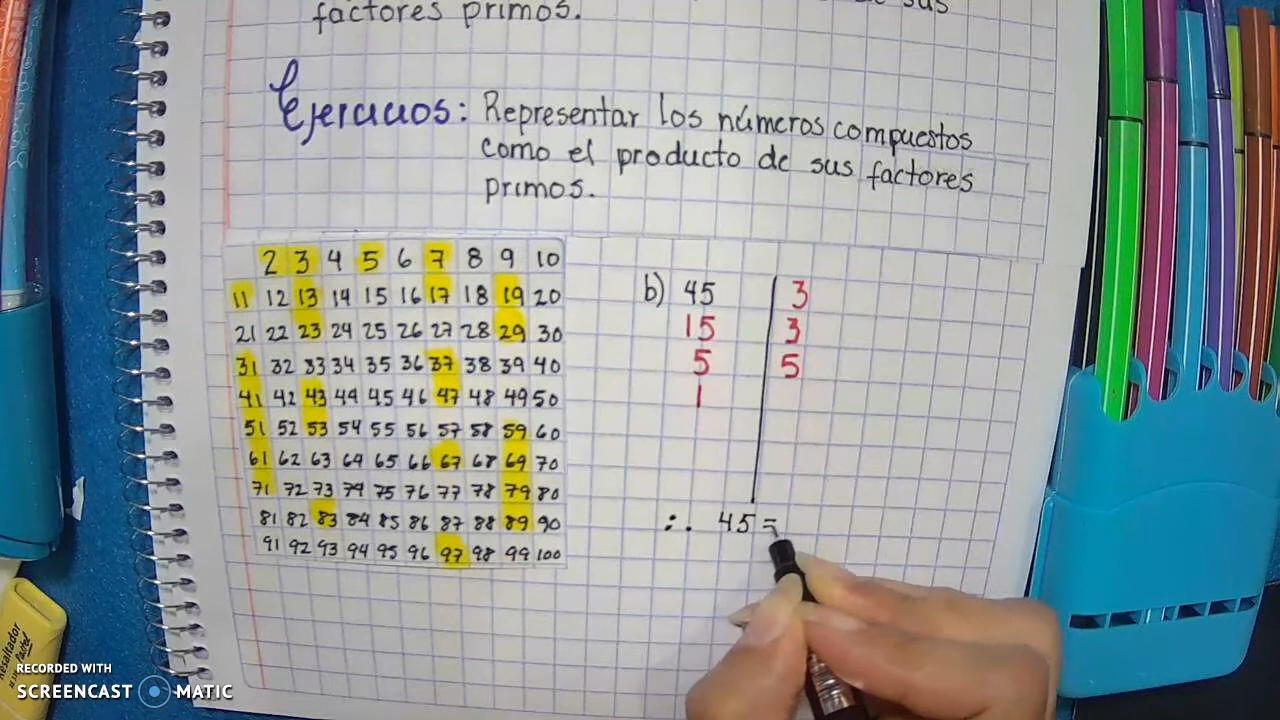 sus
factores primos.
Ejercicios: Representar los números compuestos
como el producto de sus factores
primos.
2 3 4 5 6 7 8 9 10
11 12 13 14 15 16 17 18 19 20
21 22 23 24 25 26 27 28 29 30
31 32 33 34 35 36 37 38 39 40
41 42 43 44 45 46 47 48 49 50
51 52 53 54 55 56 57 58 59 60
61 62 63 64 65 66 67 68 69 70
71 72 73 74 75 76 77 78 79 80
81 82 83 84 85 86 87 88 89 90
91 92 93 94 95 96 97 98 99 100
b) 45 3
15 3
5 5
1
∴ 45 =
Resaltador
RECORDED WITH
SCREENCAST MATIC